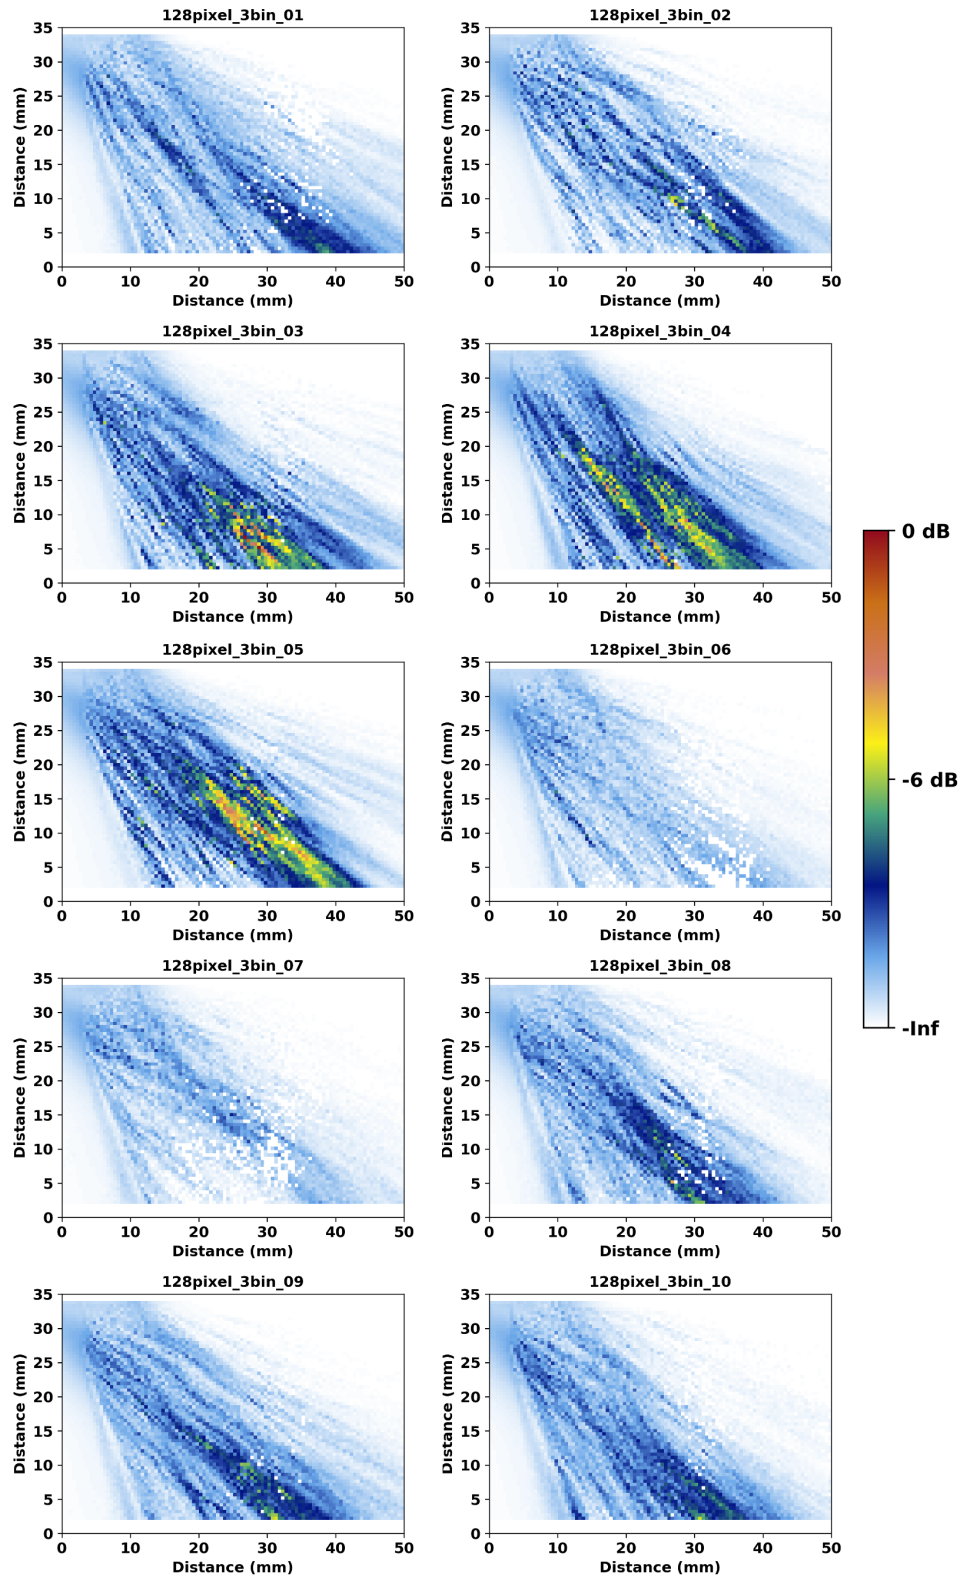 128pixel_3bin_01
128pixel_3bin_02
35
30
25
20
15
10
5
0
Distance (mm)
0 10 20 30 40 50
Distance (mm)
35
30
25
20
15
10
5
0
Distance (mm)
0 10 20 30 40 50
Distance (mm)
128pixel_3bin_03
128pixel_3bin_04
35
30
25
20
15
10
5
0
Distance (mm)
0 10 20 30 40 50
Distance (mm)
35
30
25
20
15
10
5
0
Distance (mm)
0 10 20 30 40 50
Distance (mm)
0 dB
-6 dB
-Inf
128pixel_3bin_05
128pixel_3bin_06
35
30
25
20
15
10
5
0
Distance (mm)
0 10 20 30 40 50
Distance (mm)
35
30
25
20
15
10
5
0
Distance (mm)
0 10 20 30 40 50
Distance (mm)
128pixel_3bin_07
128pixel_3bin_08
35
30
25
20
15
10
5
0
Distance (mm)
0 10 20 30 40 50
Distance (mm)
35
30
25
20
15
10
5
0
Distance (mm)
0 10 20 30 40 50
Distance (mm)
128pixel_3bin_09
128pixel_3bin_10
35
30
25
20
15
10
5
0
Distance (mm)
0 10 20 30 40 50
Distance (mm)
35
30
25
20
15
10
5
0
Distance (mm)
0 10 20 30 40 50
Distance (mm)